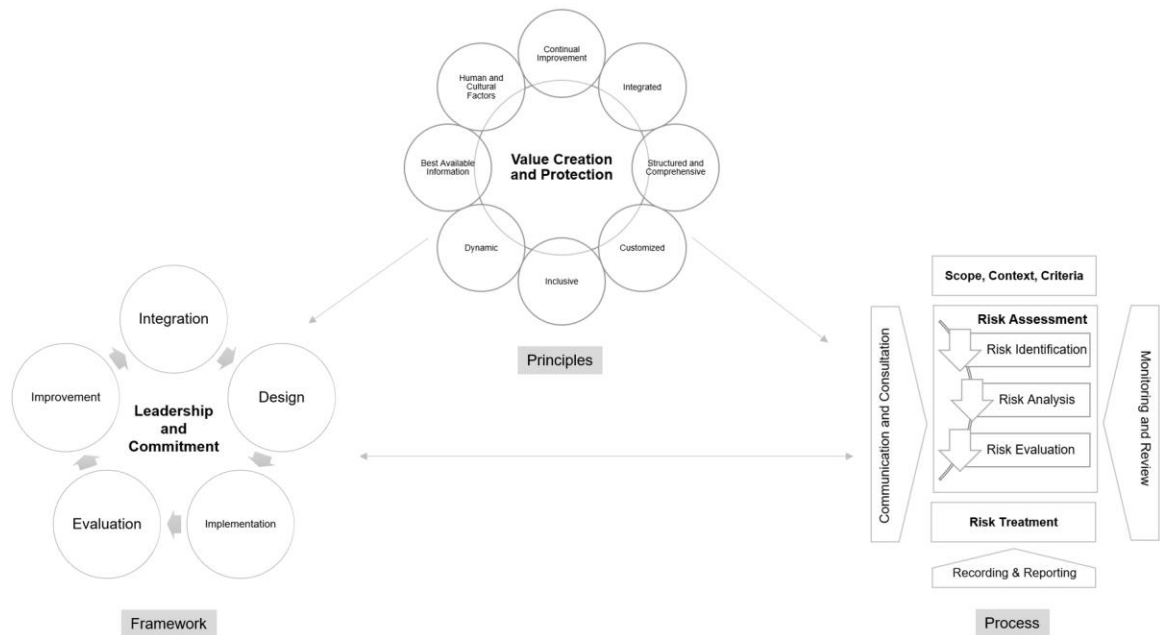 Continual
Improvement
Human and
Cultural
Factors
Integrated
Best Available
Information
Value Creation
and Protection
Structured and
Comprehensive
Dynamic
Customized
Inclusive
Principles
Integration
Improvement
Design
Leadership
and
Commitment
Evaluation
Implementation
Framework
Scope, Context, Criteria
Communication and Consultation
Risk Assessment
Risk Identification
Risk Analysis
Risk Evaluation
Monitoring and Review
Risk Treatment
Recording & Reporting
Process